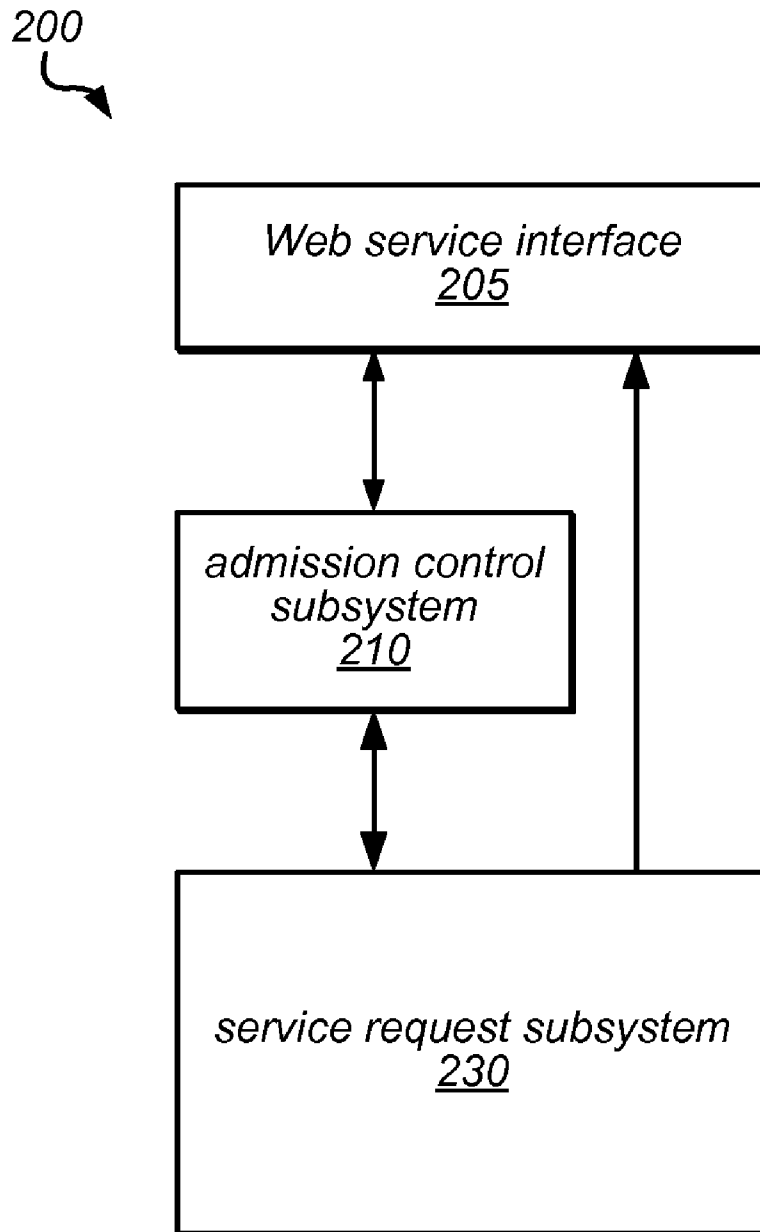 200
Web service interface
205
admission control
subsystem
210
service request subsystem
230